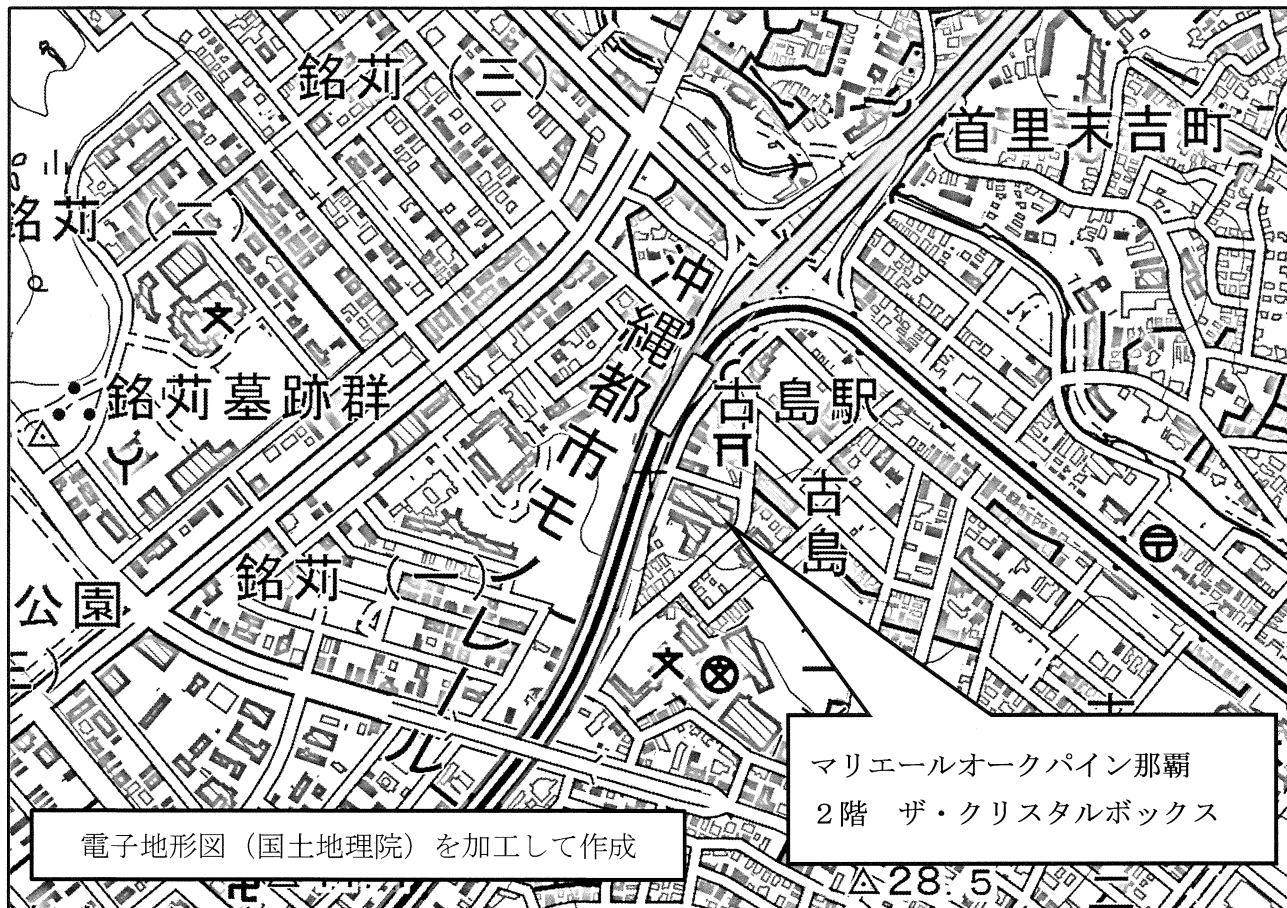 銘苅(三)
首里末吉町
銘苅(二)
沖縄都市モノレール
銘苅墓跡群
古島駅
古島
銘苅(一)
公園
マリエールオークパイン那覇
2階 ザ・クリスタルボックス
電子地形図(国土地理院)を加工して作成
28.5